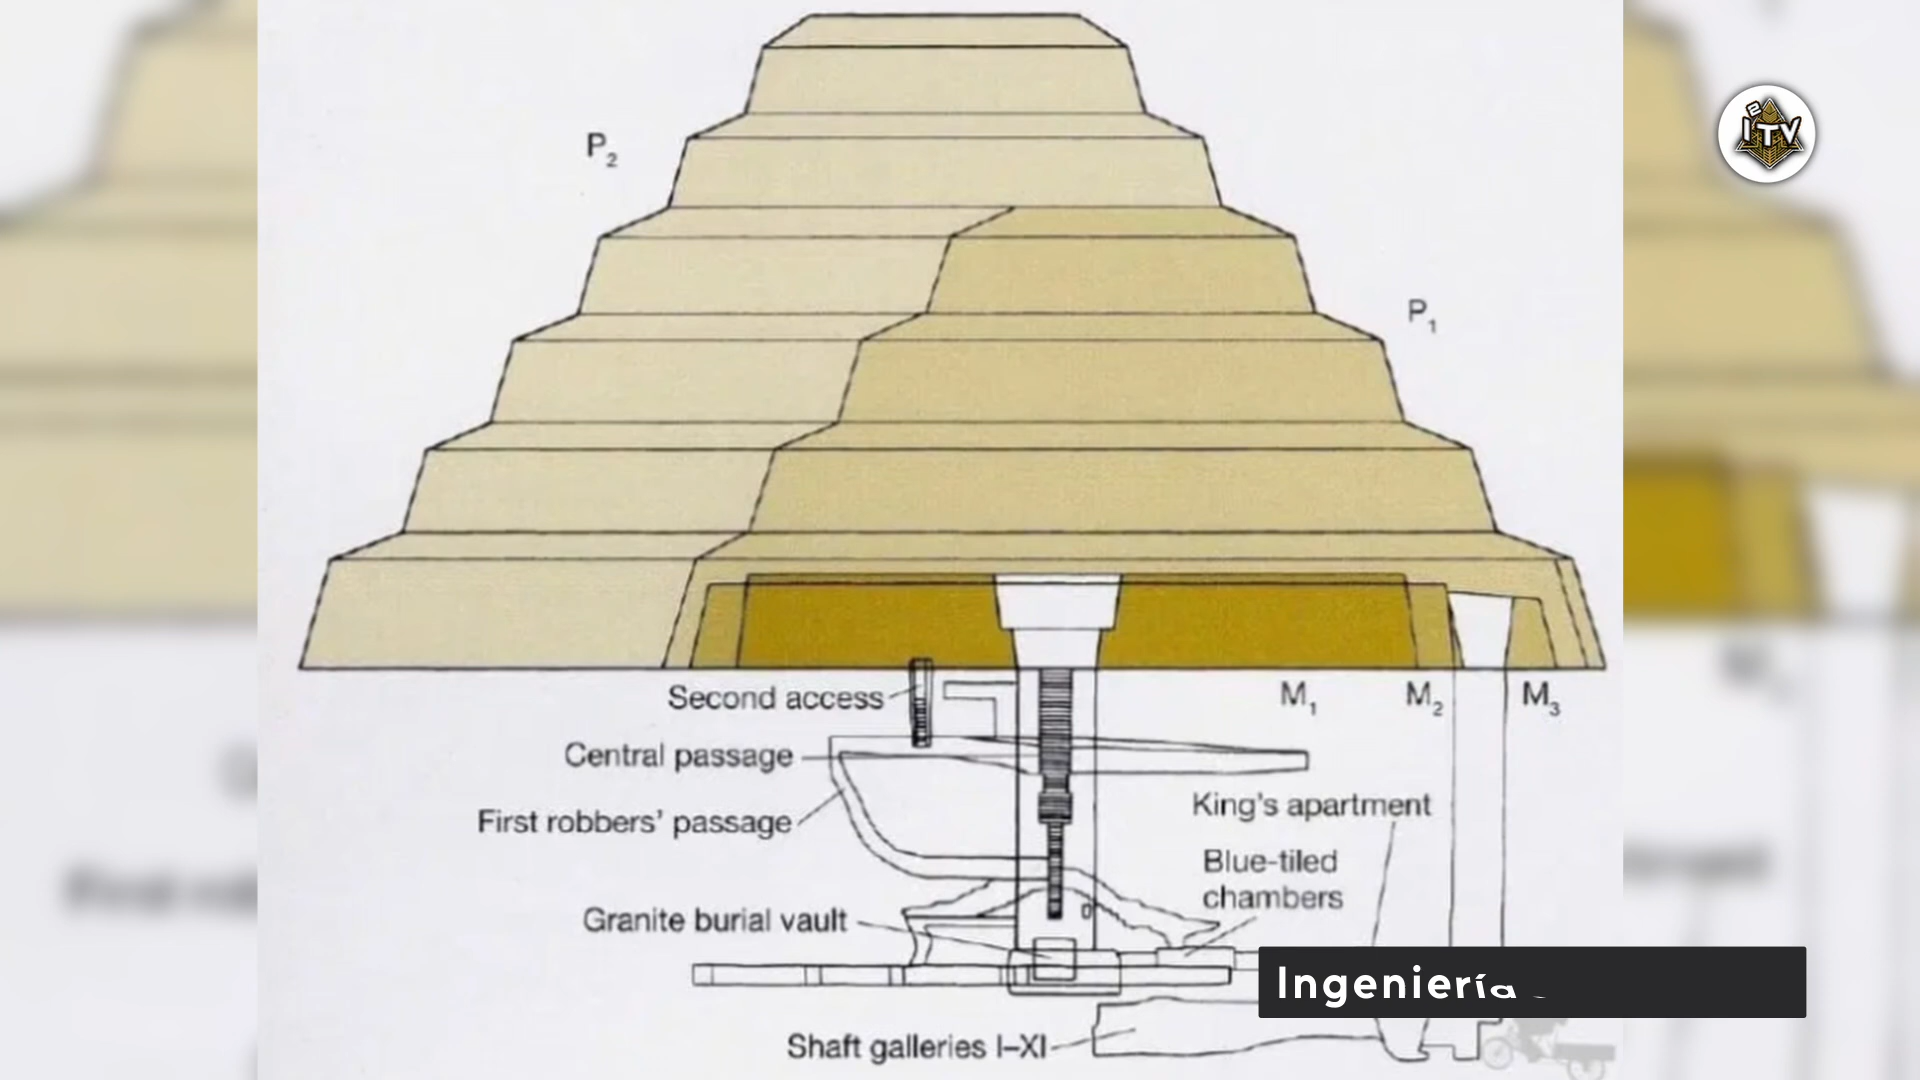 P2
2
iTV
P1
Second access
M1
M2
M3
Central passage
First robbers' passage
King's apartment
Blue-tiled
chambers
Granite burial vault
Ingeniería
Shaft galleries I–XI